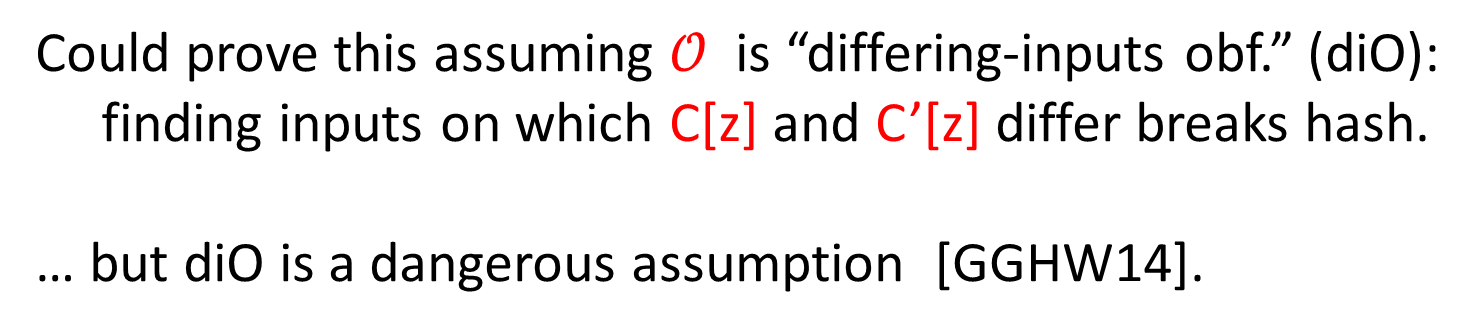 Could prove this assuming 𝒪 is “differing-inputs obf.” (diO):
finding inputs on which C[z] and C’[z] differ breaks hash.
... but diO is a dangerous assumption [GGHW14].